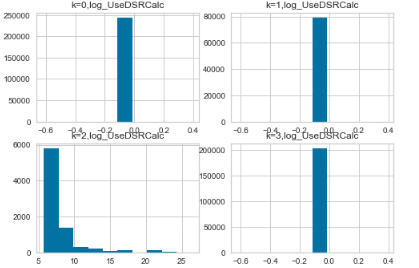 k=0,log_UseDSRCalc
k=1,log_UseDSRCalc
250000
200000
150000
100000
50000
0
80000
60000
40000
20000
0
-0.6 -0.4 -0.2 0.0 0.2 0.4
-0.6 -0.4 -0.2 0.0 0.2 0.4
k=2,log_UseDSRCalc
k=3,log_UseDSRCalc
6000
4000
2000
0
200000
150000
100000
50000
0
5 10 15 20 25
-0.6 -0.4 -0.2 0.0 0.2 0.4